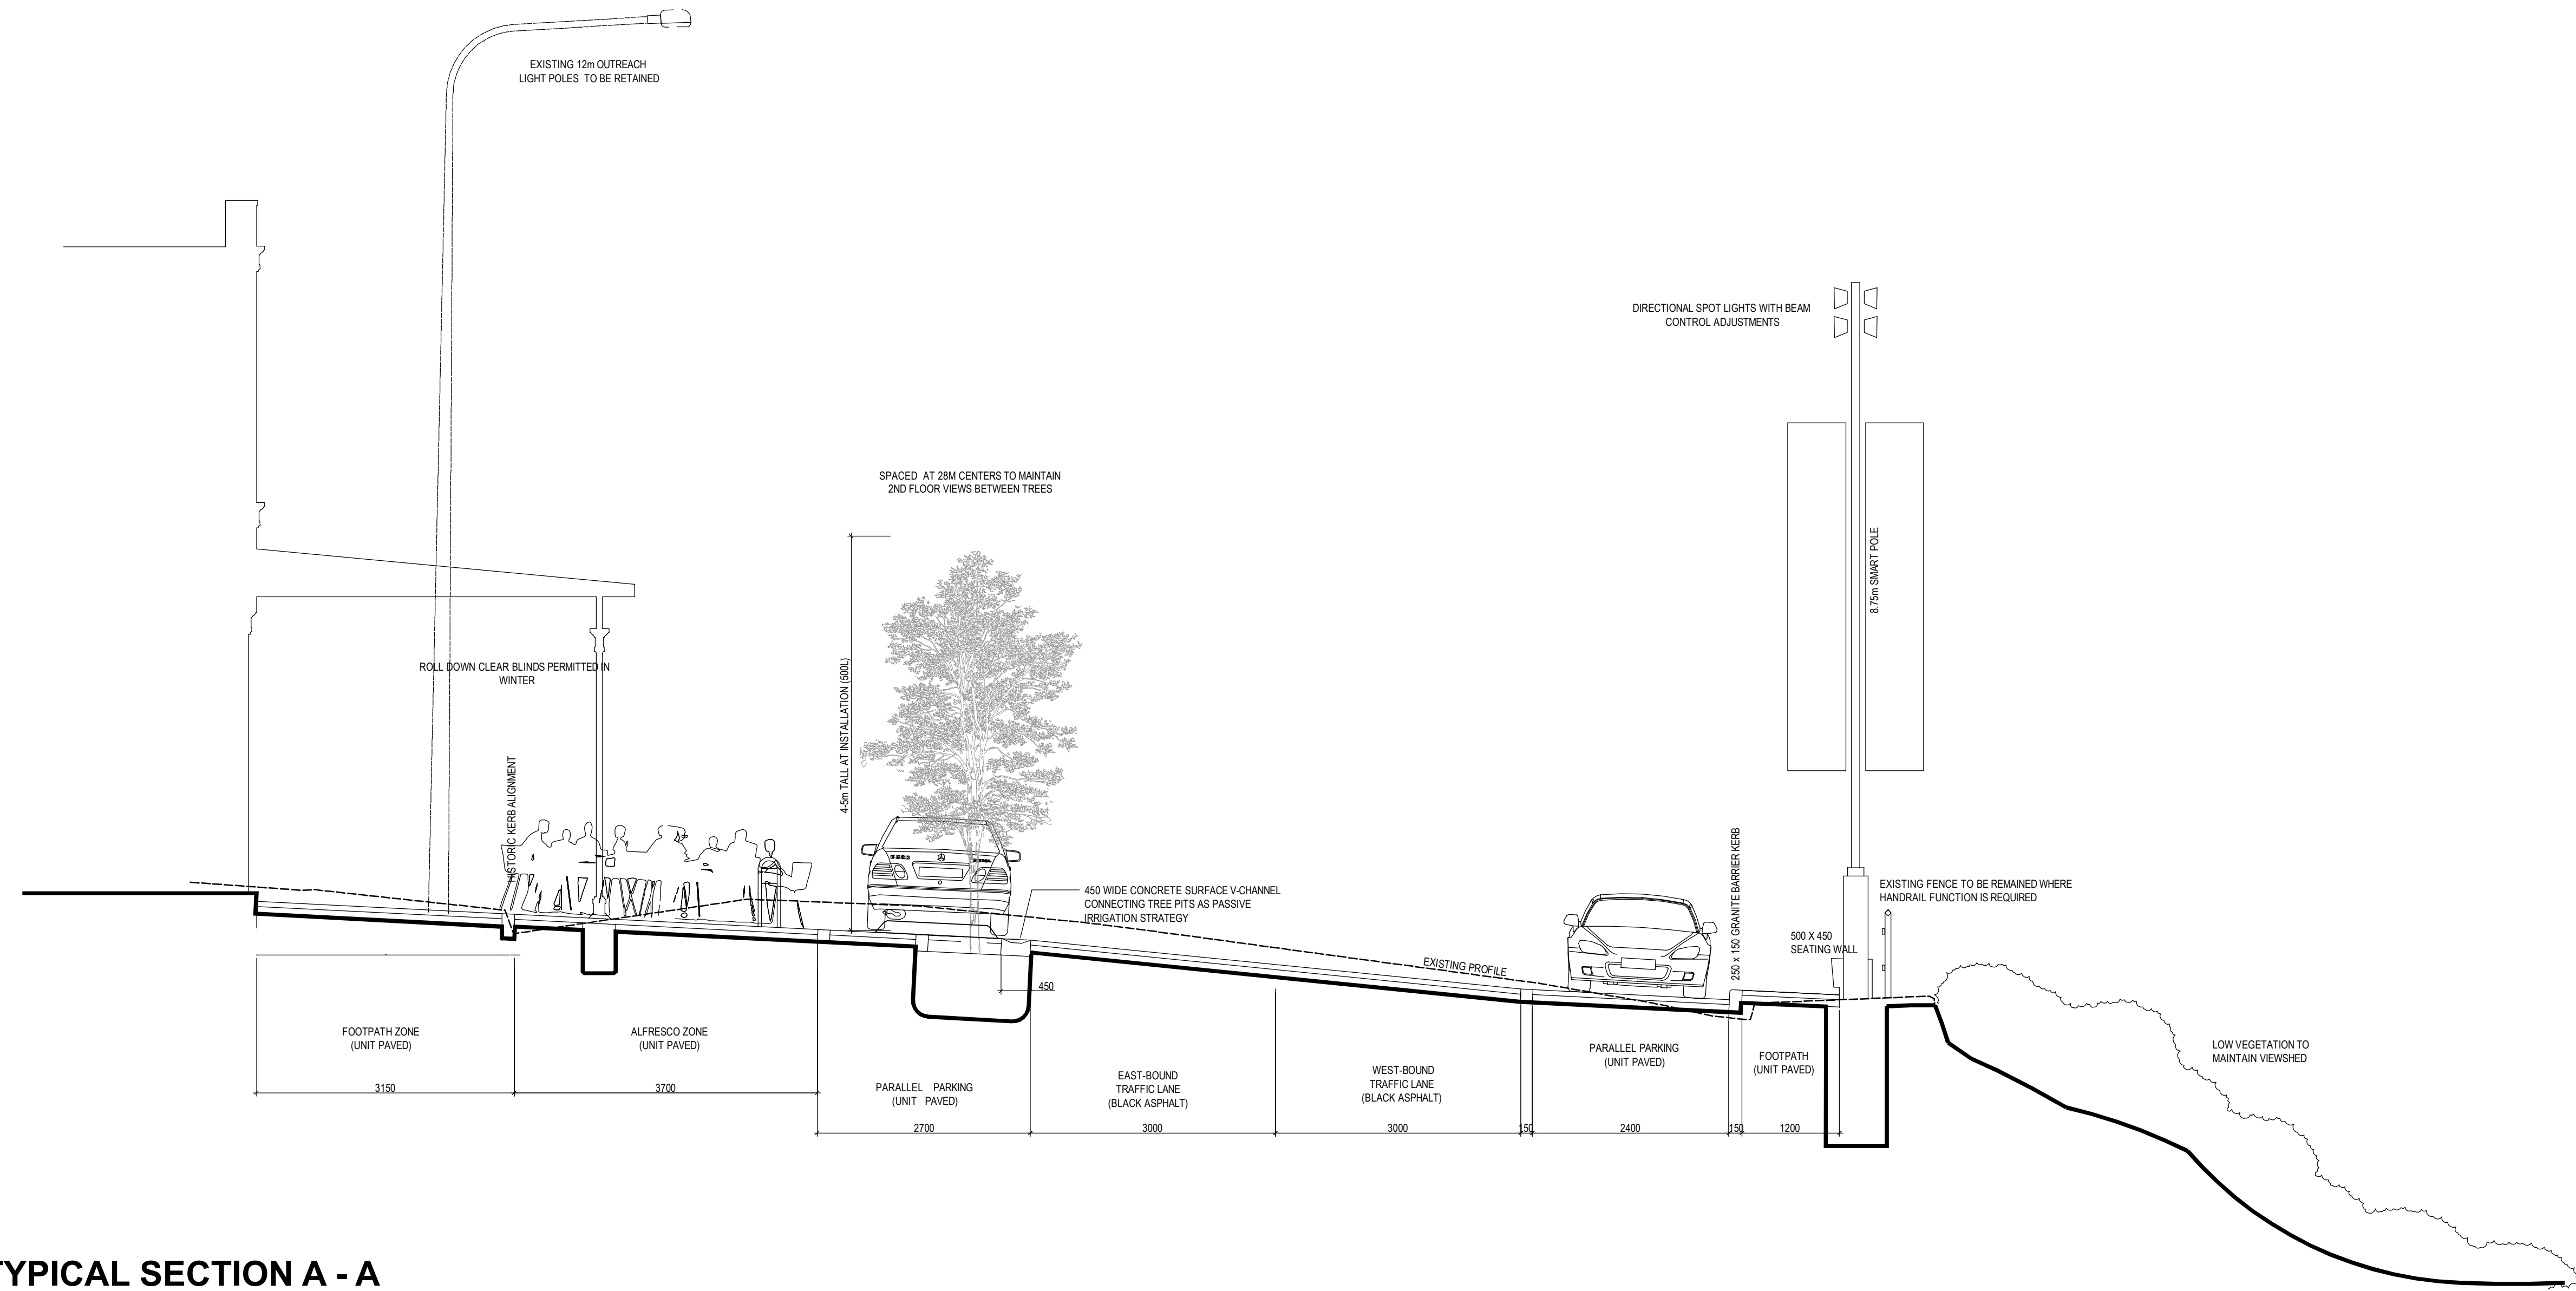 EXISTING 12m OUTREACH
LIGHT POLES TO BE RETAINED
DIRECTIONAL SPOT LIGHTS WITH BEAM
CONTROL ADJUSTMENTS
SPACED AT 28M CENTERS TO MAINTAIN
2ND FLOOR VIEWS BETWEEN TREES
8.75m SMART POLE
ROLL DOWN CLEAR BLINDS PERMITTED IN
WINTER
4-5m TALL AT INSTALLATION (500L)
HISTORIC KERB ALIGNMENT
250 x 150 GRANITE BARRIER KERB
450 WIDE CONCRETE SURFACE V-CHANNEL
CONNECTING TREE PITS AS PASSIVE
IRRIGATION STRATEGY
EXISTING FENCE TO BE REMAINED WHERE
HANDRAIL FUNCTION IS REQUIRED
500 X 450
SEATING WALL
EXISTING PROFILE
450
FOOTPATH ZONE
(UNIT PAVED)
ALFRESCO ZONE
(UNIT PAVED)
PARALLEL PARKING
(UNIT PAVED)
EAST-BOUND
TRAFFIC LANE
(BLACK ASPHALT)
WEST-BOUND
TRAFFIC LANE
(BLACK ASPHALT)
PARALLEL PARKING
(UNIT PAVED)
FOOTPATH
(UNIT PAVED)
LOW VEGETATION TO
MAINTAIN VIEWSHED
3150
3700
2700
3000
3000
150
2400
150
1200
TYPICAL SECTION A - A